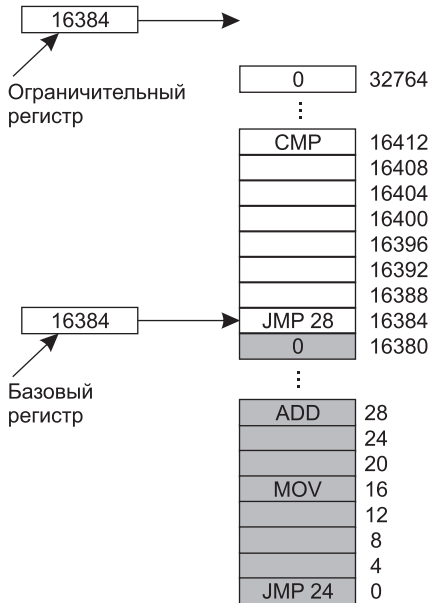 16384
Ограничительный
регистр
0 32764
CMP 16412
16408
16404
16400
16396
16392
16388
16384 JMP 28 16384
0 16380
Базовый
регистр
ADD 28
24
20
MOV 16
12
8
4
JMP 24 0